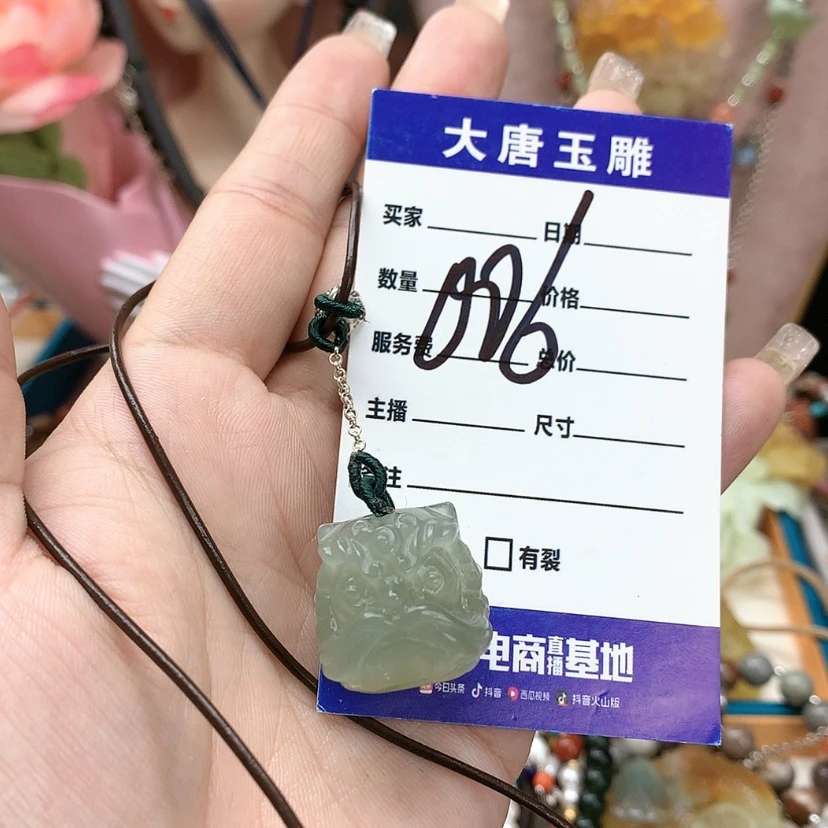 大唐玉雕
买家 日期
数量 价格
096
服务费 总价
主播 尺寸
注
有裂
电商直播基地
今日头条 抖音 西瓜视频 抖音火山版